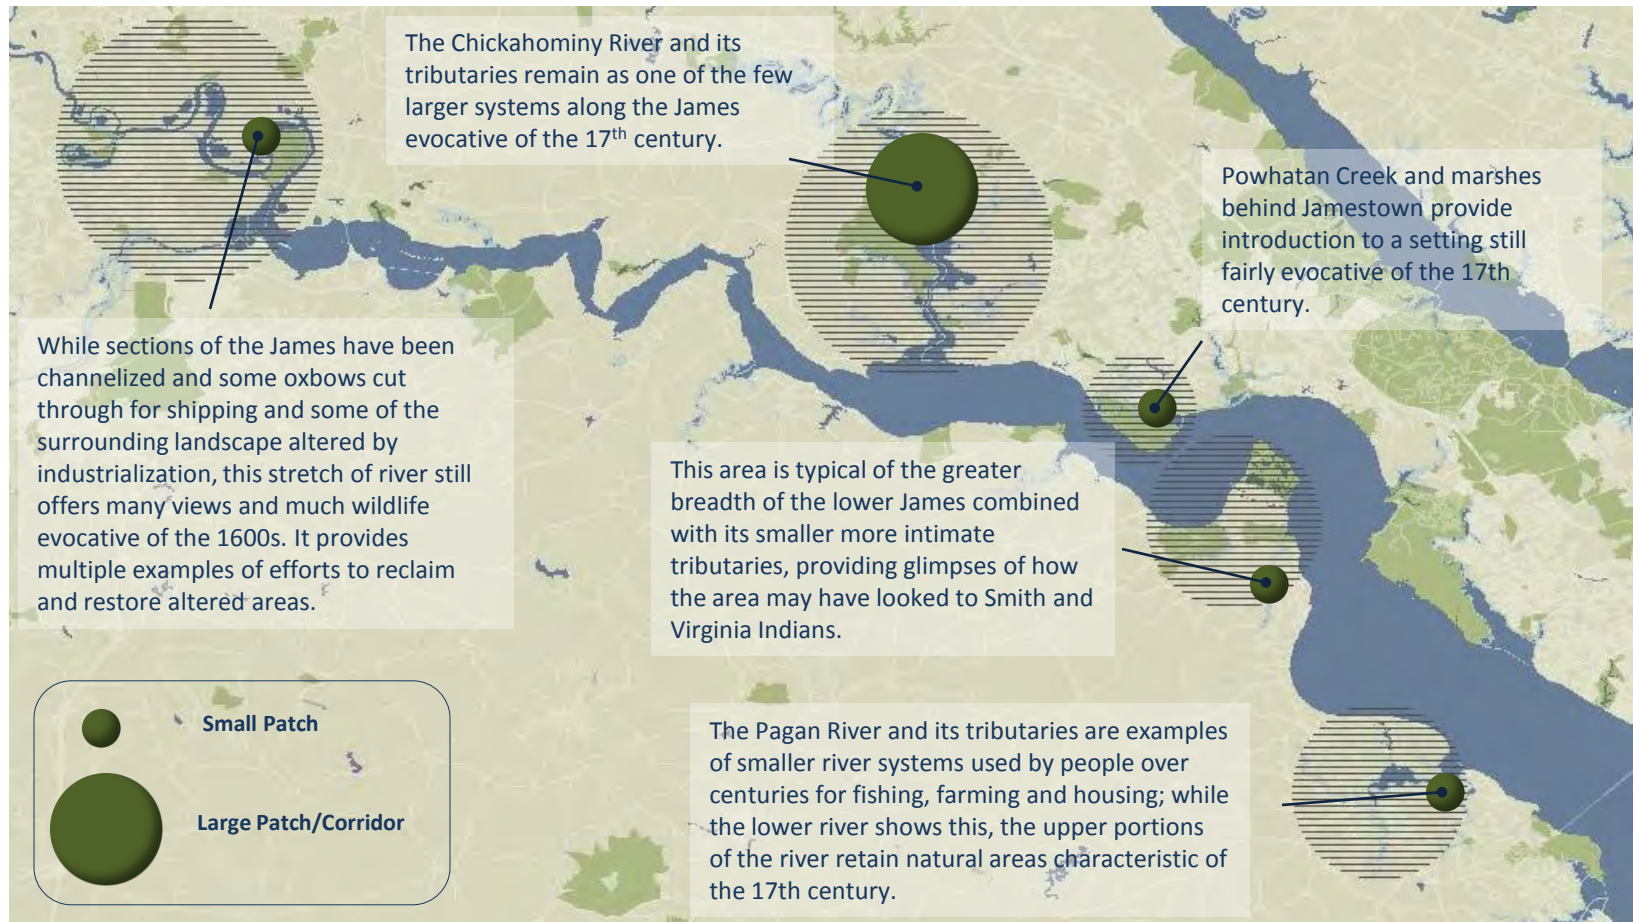 The Chickahominy River and its
tributaries remain as one of the few
larger systems along the James
evocative of the 17th century.
Powhatan Creek and marshes
behind Jamestown provide
introduction to a setting still
fairly evocative of the 17th
century.
While sections of the James have been
channelized and some oxbows cut
through for shipping and some of the
surrounding landscape altered by
industrialization, this stretch of river still
offers many views and much wildlife
evocative of the 1600s. It provides
multiple examples of efforts to reclaim
and restore altered areas.
This area is typical of the greater
breadth of the lower James combined
with its smaller more intimate
tributaries, providing glimpses of how
the area may have looked to Smith and
Virginia Indians.
The Pagan River and its tributaries are examples
of smaller river systems used by people over
centuries for fishing, farming and housing; while
the lower river shows this, the upper portions
of the river retain natural areas characteristic of
the 17th century.
Small Patch
Large Patch/Corridor